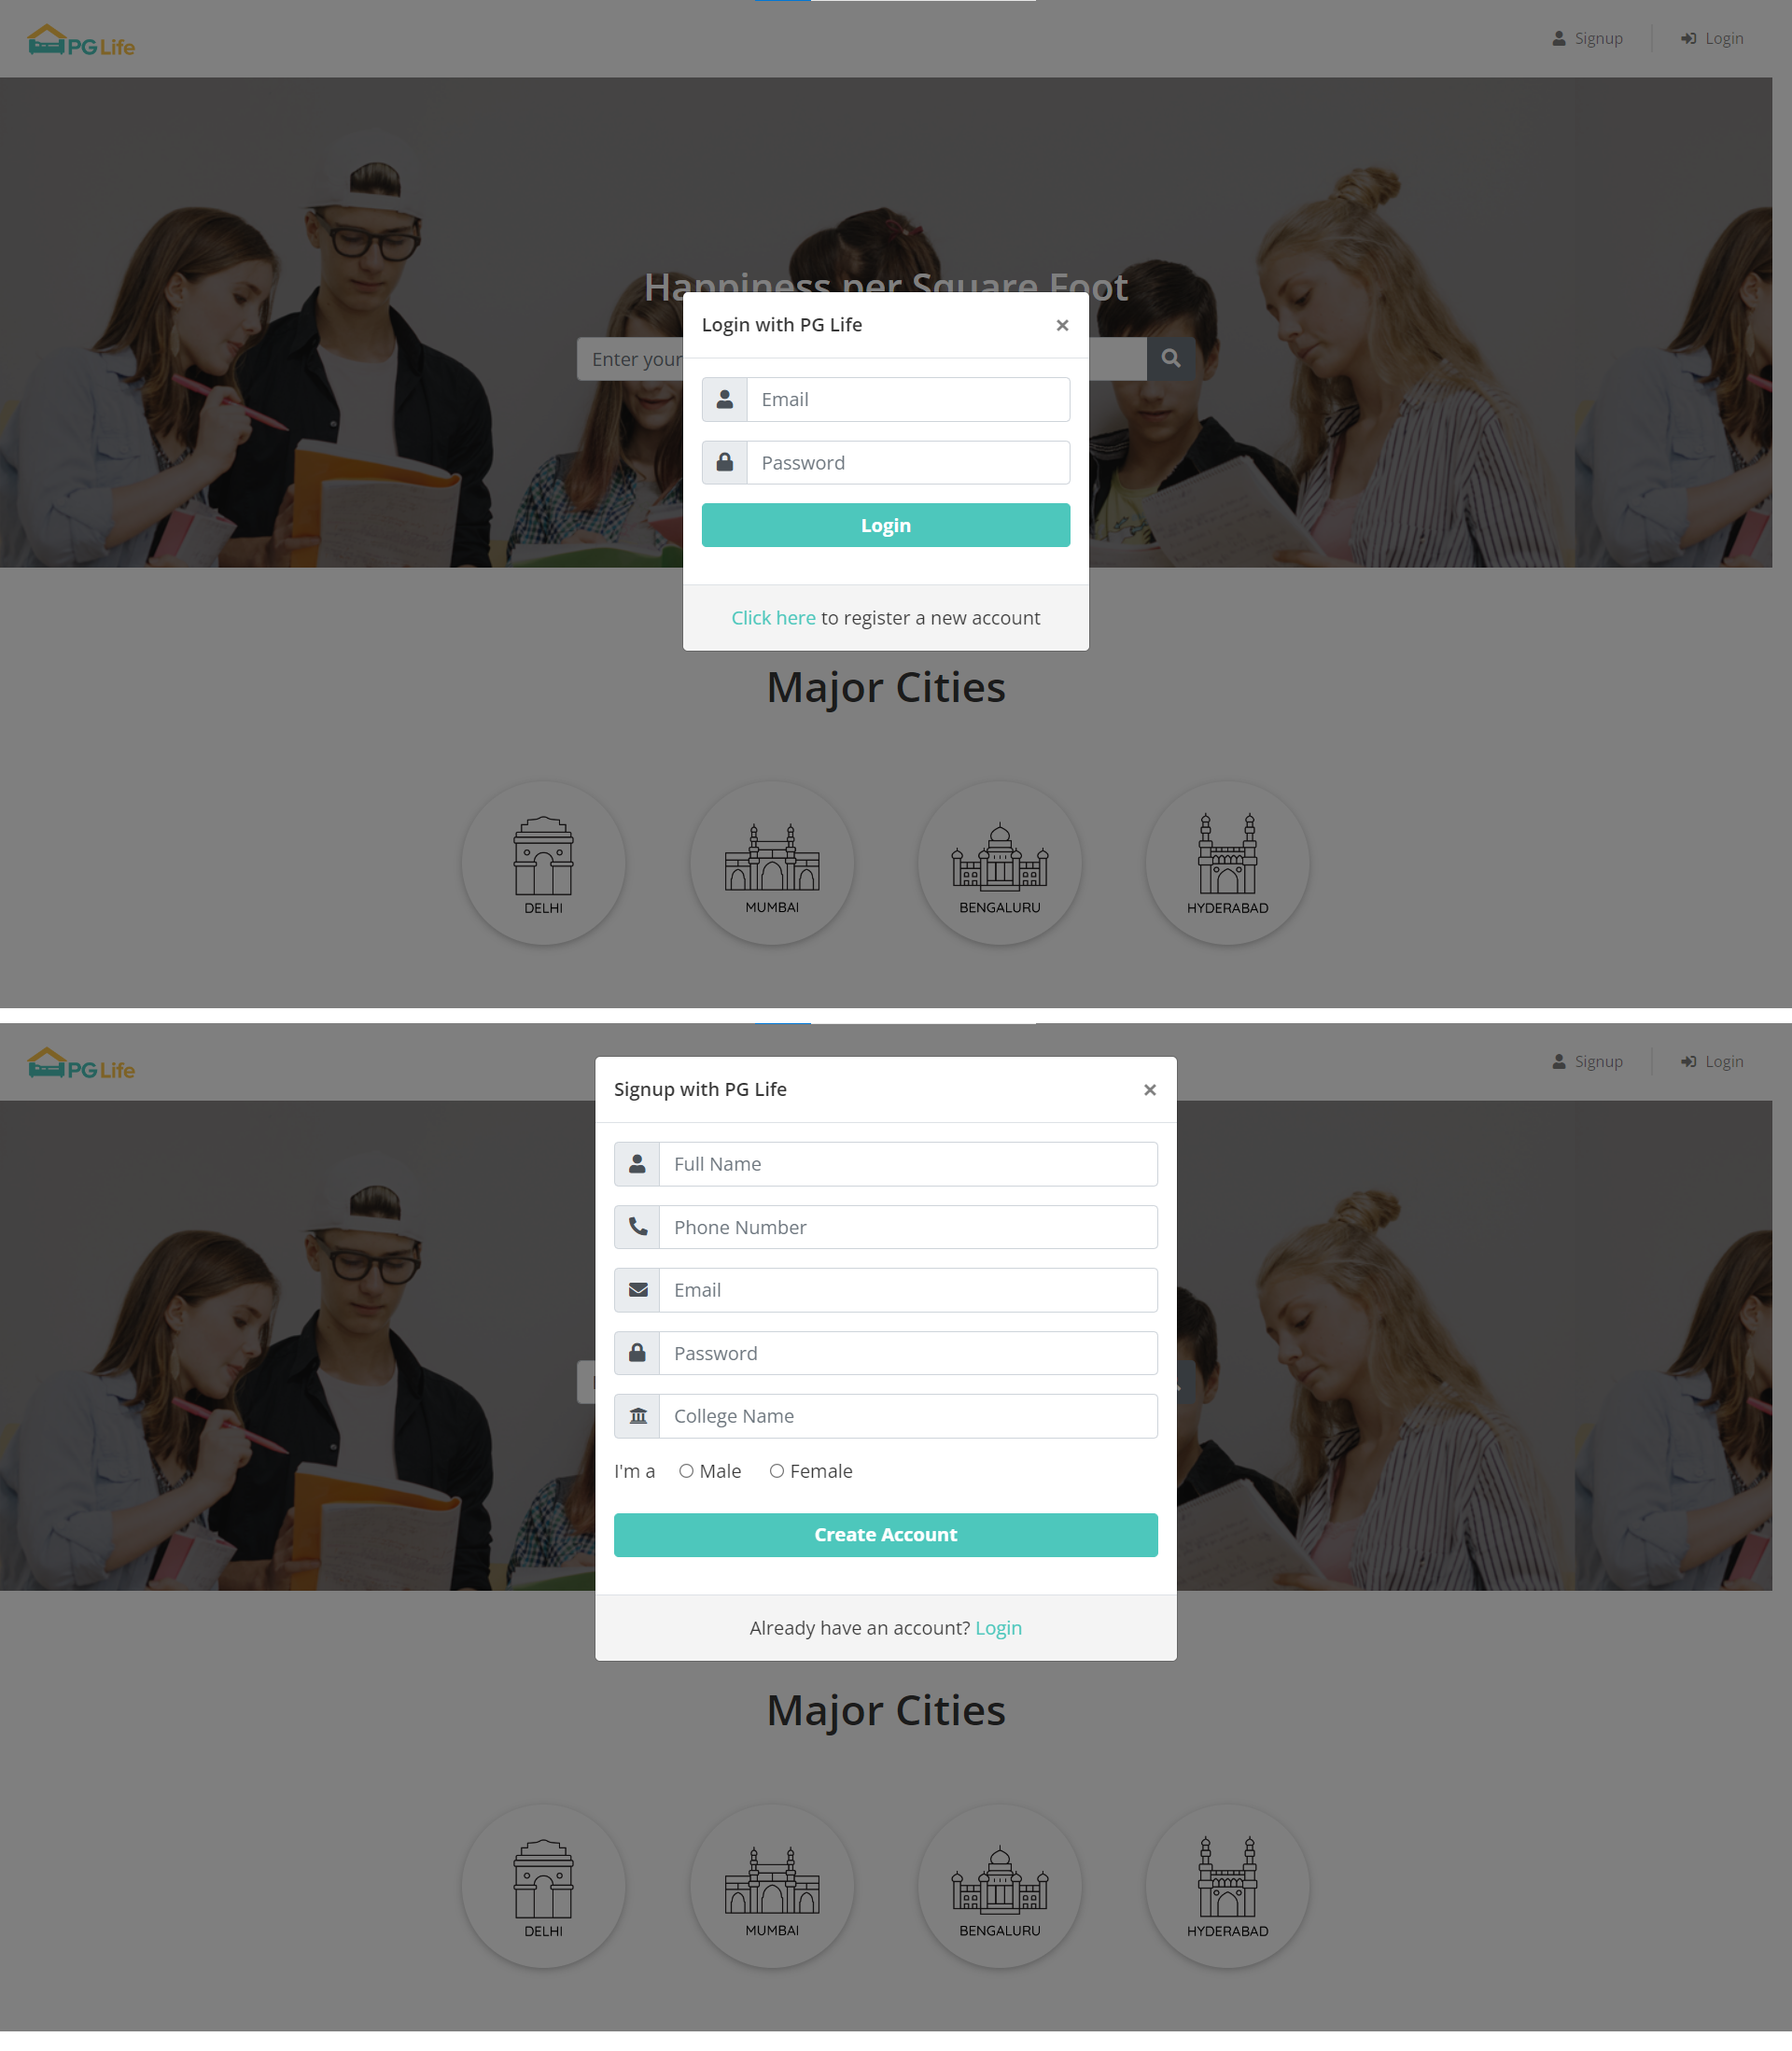 PG Life
Signup
Login
Happiness per Square Foot
Login with PG Life
×
Enter your
Email
Password
Login
Click here to register a new account
Major Cities
DELHI
MUMBAI
BENGALURU
HYDERABAD
PG Life
Signup
Login
Signup with PG Life
×
Full Name
Phone Number
Email
Password
College Name
I'm a Male Female
Create Account
Already have an account? Login
Major Cities
DELHI
MUMBAI
BENGALURU
HYDERABAD